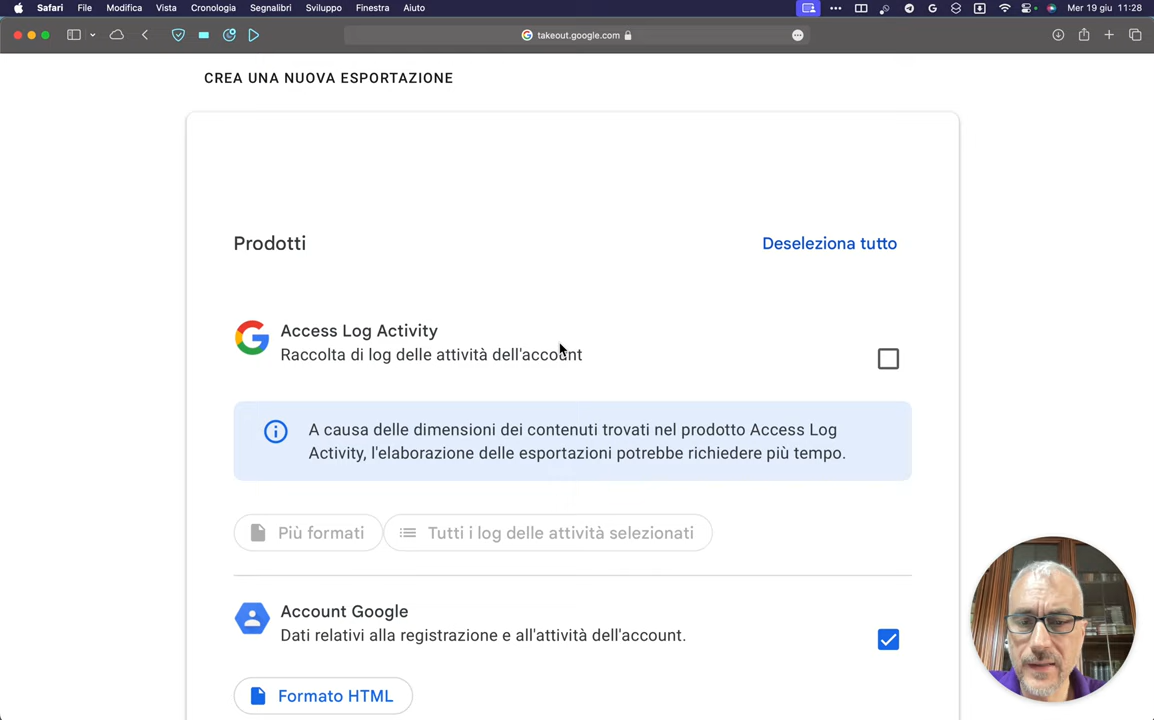 Safari File Modifica Vista Cronologia Segnalibri Sviluppo Finestra Aiuto Mer 19 giu 11:28
takeout.google.com
CREA UNA NUOVA ESPORTAZIONE
Prodotti Deseleziona tutto
Access Log Activity
Raccolta di log delle attività dell'account
A causa delle dimensioni dei contenuti trovati nel prodotto Access Log
Activity, l'elaborazione delle esportazioni potrebbe richiedere più tempo.
Più formati Tutti i log delle attività selezionati
Account Google
Dati relativi alla registrazione e all'attività dell'account.
Formato HTML